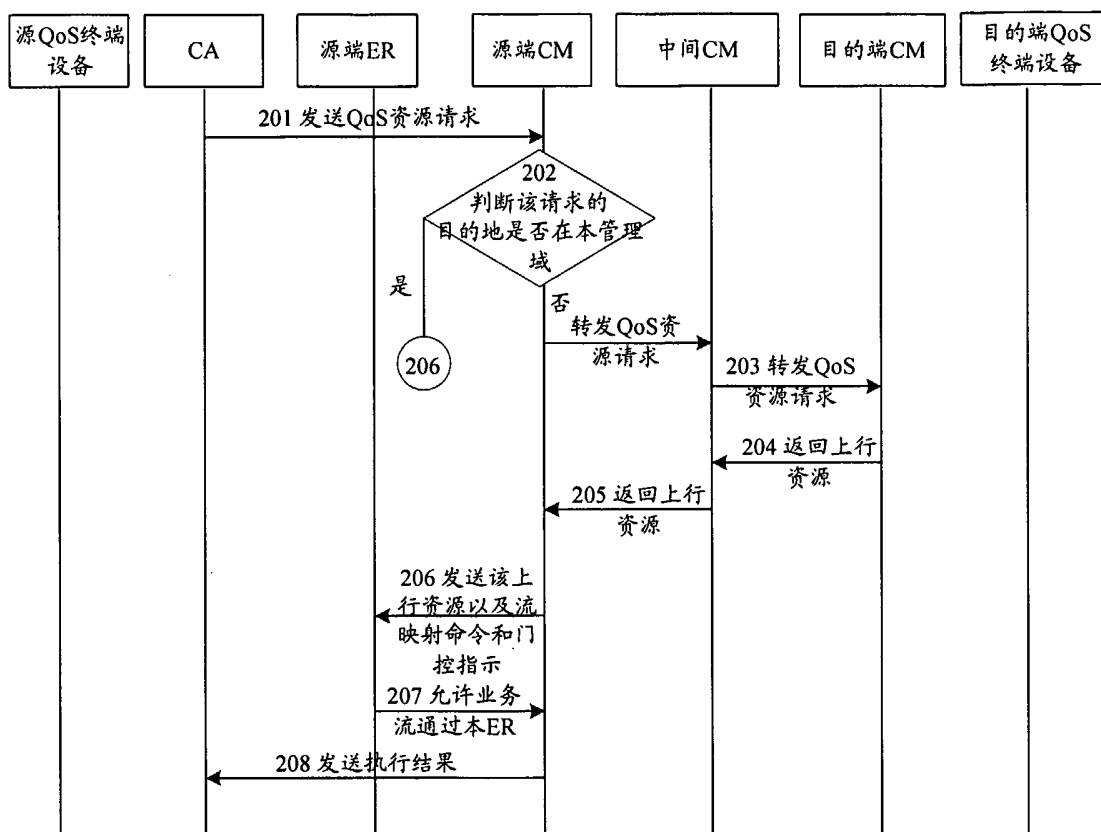 源QoS终端
设备
CA
源端ER
源端CM
中间CM
目的端CM
目的端QoS
终端设备
201 发送QoS资源请求
202
判断该请求的
目的地是否在本管理
域
是
否
206
转发QoS资
源请求
203 转发QoS
资源请求
204 返回上行
资源
205 返回上行
资源
206 发送该上
行资源以及流
映射命令和门
控指示
207 允许业务
流通过本ER
208 发送执行结果